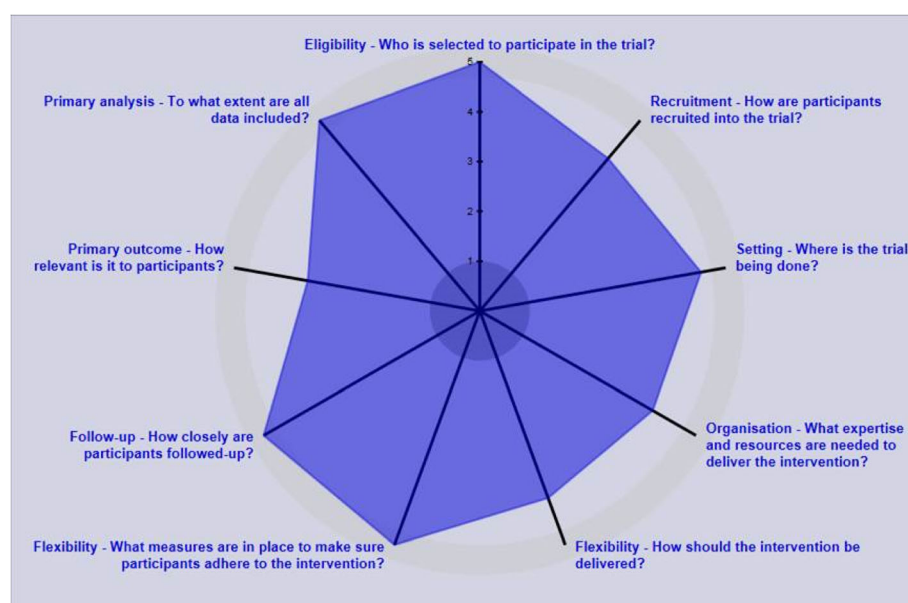 Eligibility - Who is selected to participate in the trial?
5
Primary analysis - To what extent are all
data included?
Recruitment - How are participants
recruited into the trial?
4
3
2
Primary outcome - How
relevant is it to participants?
Setting - Where is the trial
being done?
1
Organisation - What expertise
and resources are needed to
deliver the intervention?
Follow-up - How closely are
participants followed-up?
Flexibility - What measures are in place to make sure
participants adhere to the intervention?
Flexibility - How should the intervention be
delivered?